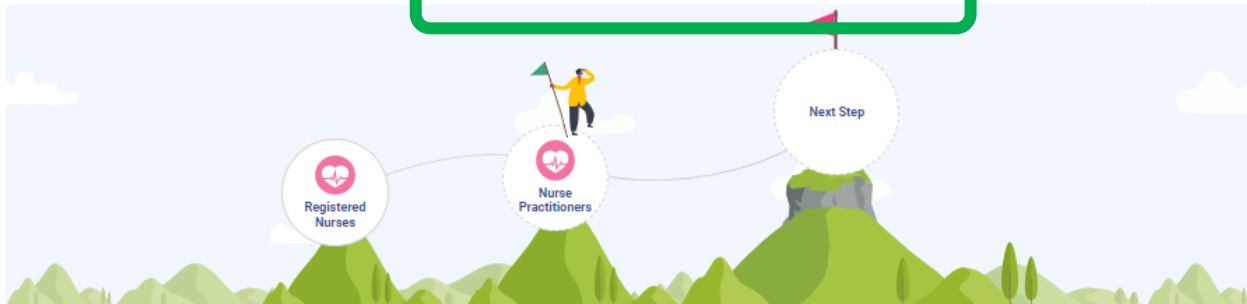 Next Step
Registered
Nurses
Nurse
Practitioners